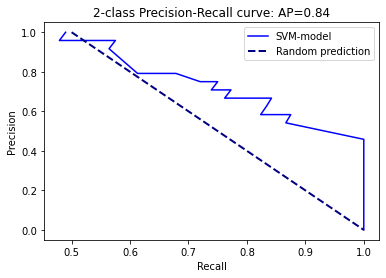 2-class Precision-Recall curve: AP=0.84
SVM-model
Random prediction
Precision
1.0
0.8
0.6
0.4
0.2
0.0
0.5 0.6 0.7 0.8 0.9 1.0
Recall